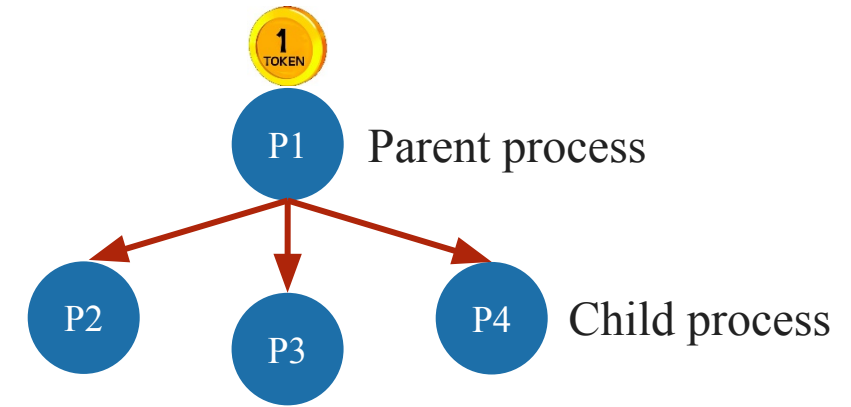 1
TOKEN
P1
Parent process
P2
P3
P4
Child process